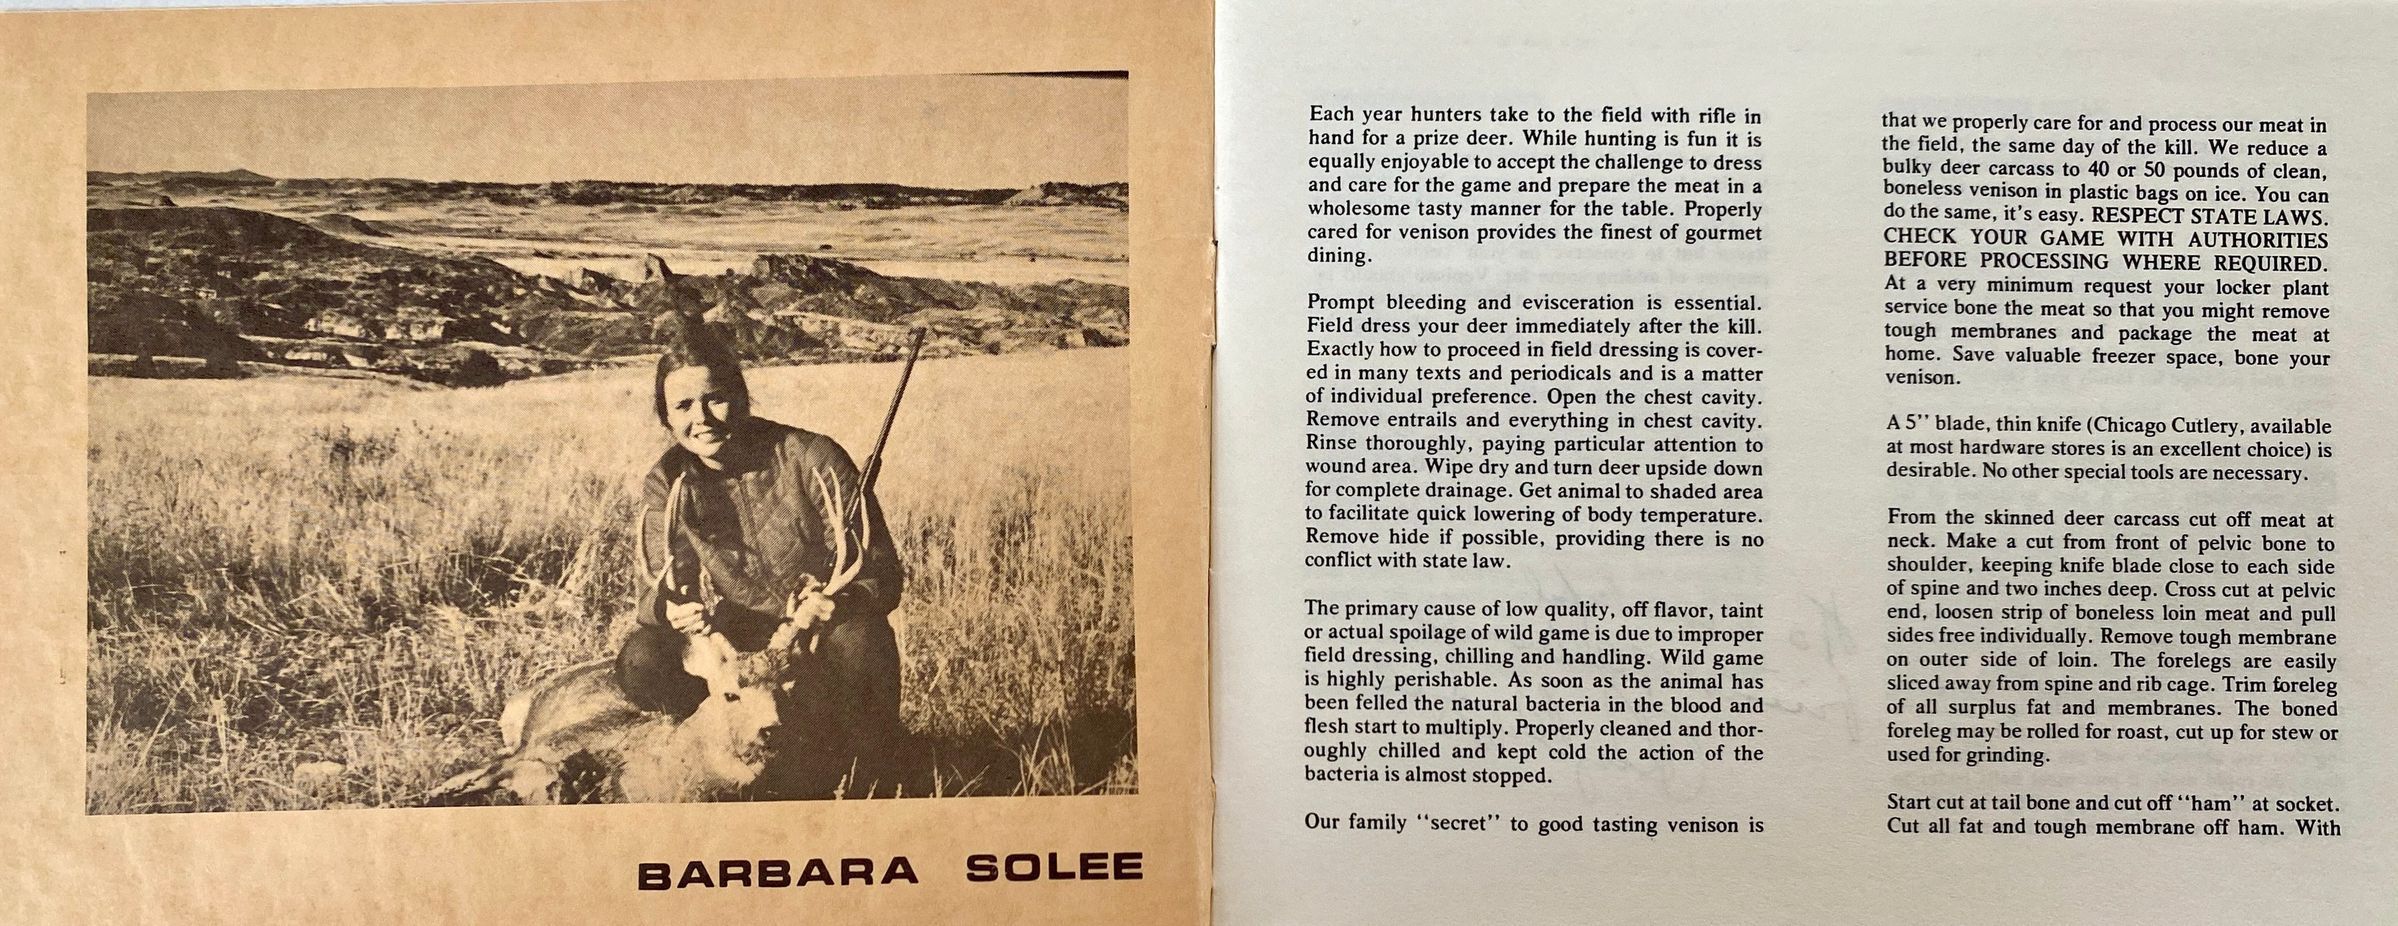 BARBARA SOLEE
Each year hunters take to the field with rifle in
hand for a prize deer. While hunting is fun it is
equally enjoyable to accept the challenge to dress
and care for the game and prepare the meat in a
wholesome tasty manner for the table. Properly
cared for venison provides the finest of gourmet
dining.
Prompt bleeding and evisceration is essential.
Field dress your deer immediately after the kill.
Exactly how to proceed in field dressing is cover-
ed in many texts and periodicals and is a matter
of individual preference. Open the chest cavity.
Remove entrails and everything in chest cavity.
Rinse thoroughly, paying particular attention to
wound area. Wipe dry and turn deer upside down
for complete drainage. Get animal to shaded area
to facilitate quick lowering of body temperature.
Remove hide if possible, providing there is no
conflict with state law.
The primary cause of low quality, off flavor, taint
or actual spoilage of wild game is due to improper
field dressing, chilling and handling. Wild game
is highly perishable. As soon as the animal has
been felled the natural bacteria in the blood and
flesh start to multiply. Properly cleaned and thor-
oughly chilled and kept cold the action of the
bacteria is almost stopped.
Our family "secret" to good tasting venison is
that we properly care for and process our meat in
the field, the same day of the kill. We reduce a
bulky deer carcass to 40 or 50 pounds of clean,
boneless venison in plastic bags on ice. You can
do the same, it's easy. RESPECT STATE LAWS.
CHECK YOUR GAME WITH AUTHORITIES
BEFORE PROCESSING WHERE REQUIRED.
At a very minimum request your locker plant
service bone the meat so that you might remove
tough membranes and package the meat at
home. Save valuable freezer space, bone your
venison.
A 5'' blade, thin knife (Chicago Cutlery, available
at most hardware stores is an excellent choice) is
desirable. No other special tools are necessary.
From the skinned deer carcass cut off meat at
neck. Make a cut from front of pelvic bone to
shoulder, keeping knife blade close to each side
of spine and two inches deep. Cross cut at pelvic
end, loosen strip of boneless loin meat and pull
sides free individually. Remove tough membrane
on outer side of loin. The forelegs are easily
sliced away from spine and rib cage. Trim foreleg
of all surplus fat and membranes. The boned
foreleg may be rolled for roast, cut up for stew or
used for grinding.
Start cut at tail bone and cut off "ham" at socket.
Cut all fat and tough membrane off ham. With